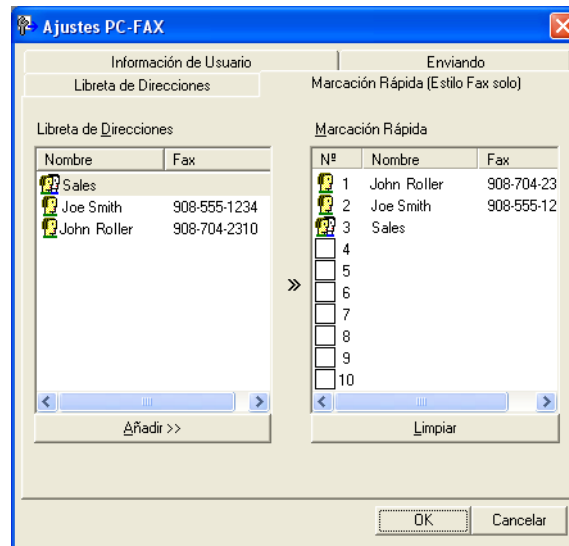 Ajustes PC-FAX
Información de Usuario Enviando
Libreta de Direcciones Marcación Rápida (Estilo Fax solo)
Libreta de Direcciones Marcación Rápida
Nombre Fax Nº Nombre Fax
Sales 1 John Roller 908-704-23
Joe Smith 908-555-1234 2 Joe Smith 908-555-12
John Roller 908-704-2310 3 Sales
4
5
6
»
7
8
9
10
Añadir >> Limpiar
OK Cancelar